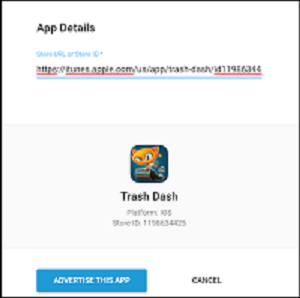 App Details
Store URL or Store ID *
https://itunes.apple.com/us/app/trash-dash/id11986344
Trash Dash
Platform: iOS
Store ID: 1198634425
ADVERTISE THIS APP
CANCEL